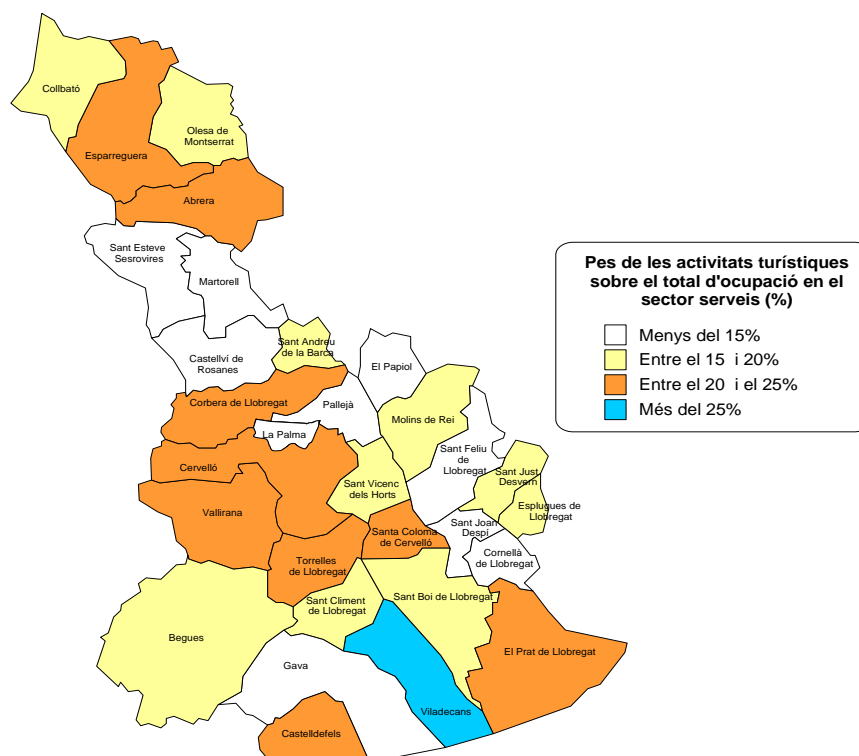 Collbató
Olesa de
Montserrat
Esparreguera
Abrera
Sant Esteve
Sesrovires
Martorell
Pes de les activitats turístiques
sobre el total d'ocupació en el
sector serveis (%)
Menys del 15%
Entre el 15 i 20%
Entre el 20 i el 25%
Més del 25%
Sant Andreu
de la Barca
Castellví de
Rosanes
El Papiol
Corbera de Llobregat
Pallejà
Molins de Rei
La Palma
Sant Feliu
de
Llobregat
Cervelló
Sant Vicenc
dels Horts
Sant Just
Desvern
Esplugues de
Llobregat
Vallirana
Sant Joan
Despí
Santa Coloma
de Cervelló
Cornellà
de Llobregat
Torrelles
de Llobregat
Sant Climent
de Llobregat
Sant Boi de Llobregat
Begues
El Prat de Llobregat
Gava
Viladecans
Castelldefels